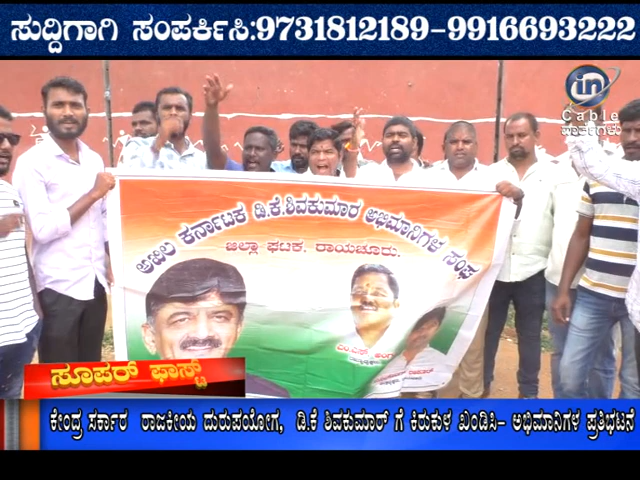 ಸುದ್ದಿಗಾಗಿ ಸಂಪರ್ಕಿಸಿ:9731812189-9916693222
in
Cable
ವಾರ್ತೆಗಳು
ಅಖಿಲ ಕರ್ನಾಟಕ ಡಿ.ಕೆ.ಶಿವಕುಮಾರ ಅಭಿಮಾನಿಗಳ ಸಂಘ
ಜಿಲ್ಲಾ ಘಟಕ. ರಾಯಚೂರು.
ಸೂಪರ್ ಫಾಸ್ಟ್
ಕೇಂದ್ರ ಸರ್ಕಾರ ರಾಜಕೀಯ ದುರುಪಯೋಗ, ಡಿ.ಕೆ ಶಿವಕುಮಾರ್ ಗೆ ಕಿರುಕುಳ ಖಂಡಿಸಿ- ಅಭಿಮಾನಿಗಳ ಪ್ರತಿಭಟನೆ